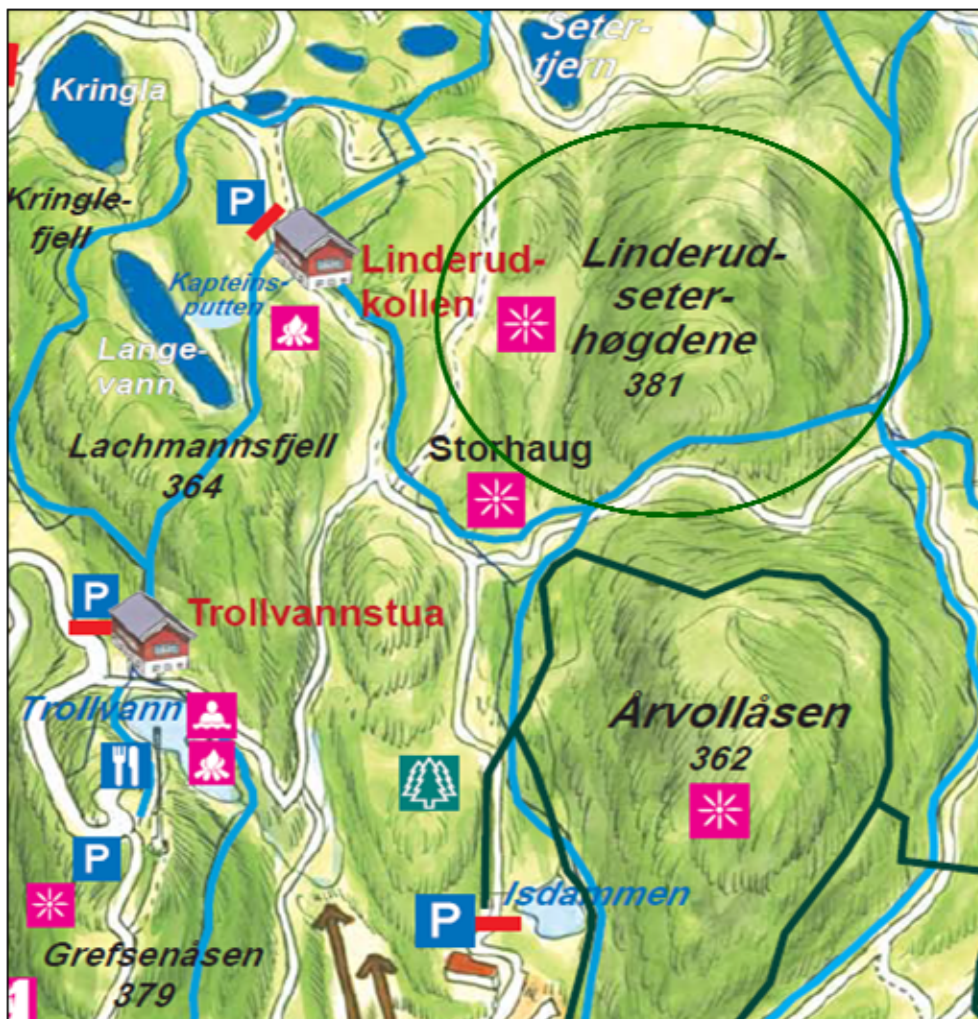 Seter-
tjern
Kringla
P
Kringle-
fjell
Linderud-
kollen
Kapteins-
putten
Linderud-
seter-
høgdene
381
Lange-
vann
Lachmannsfjell
364
Storhaug
P
Trollvannstua
Trollvann
Årvollåsen
362
P
P
Isdammen
Grefsenåsen
379